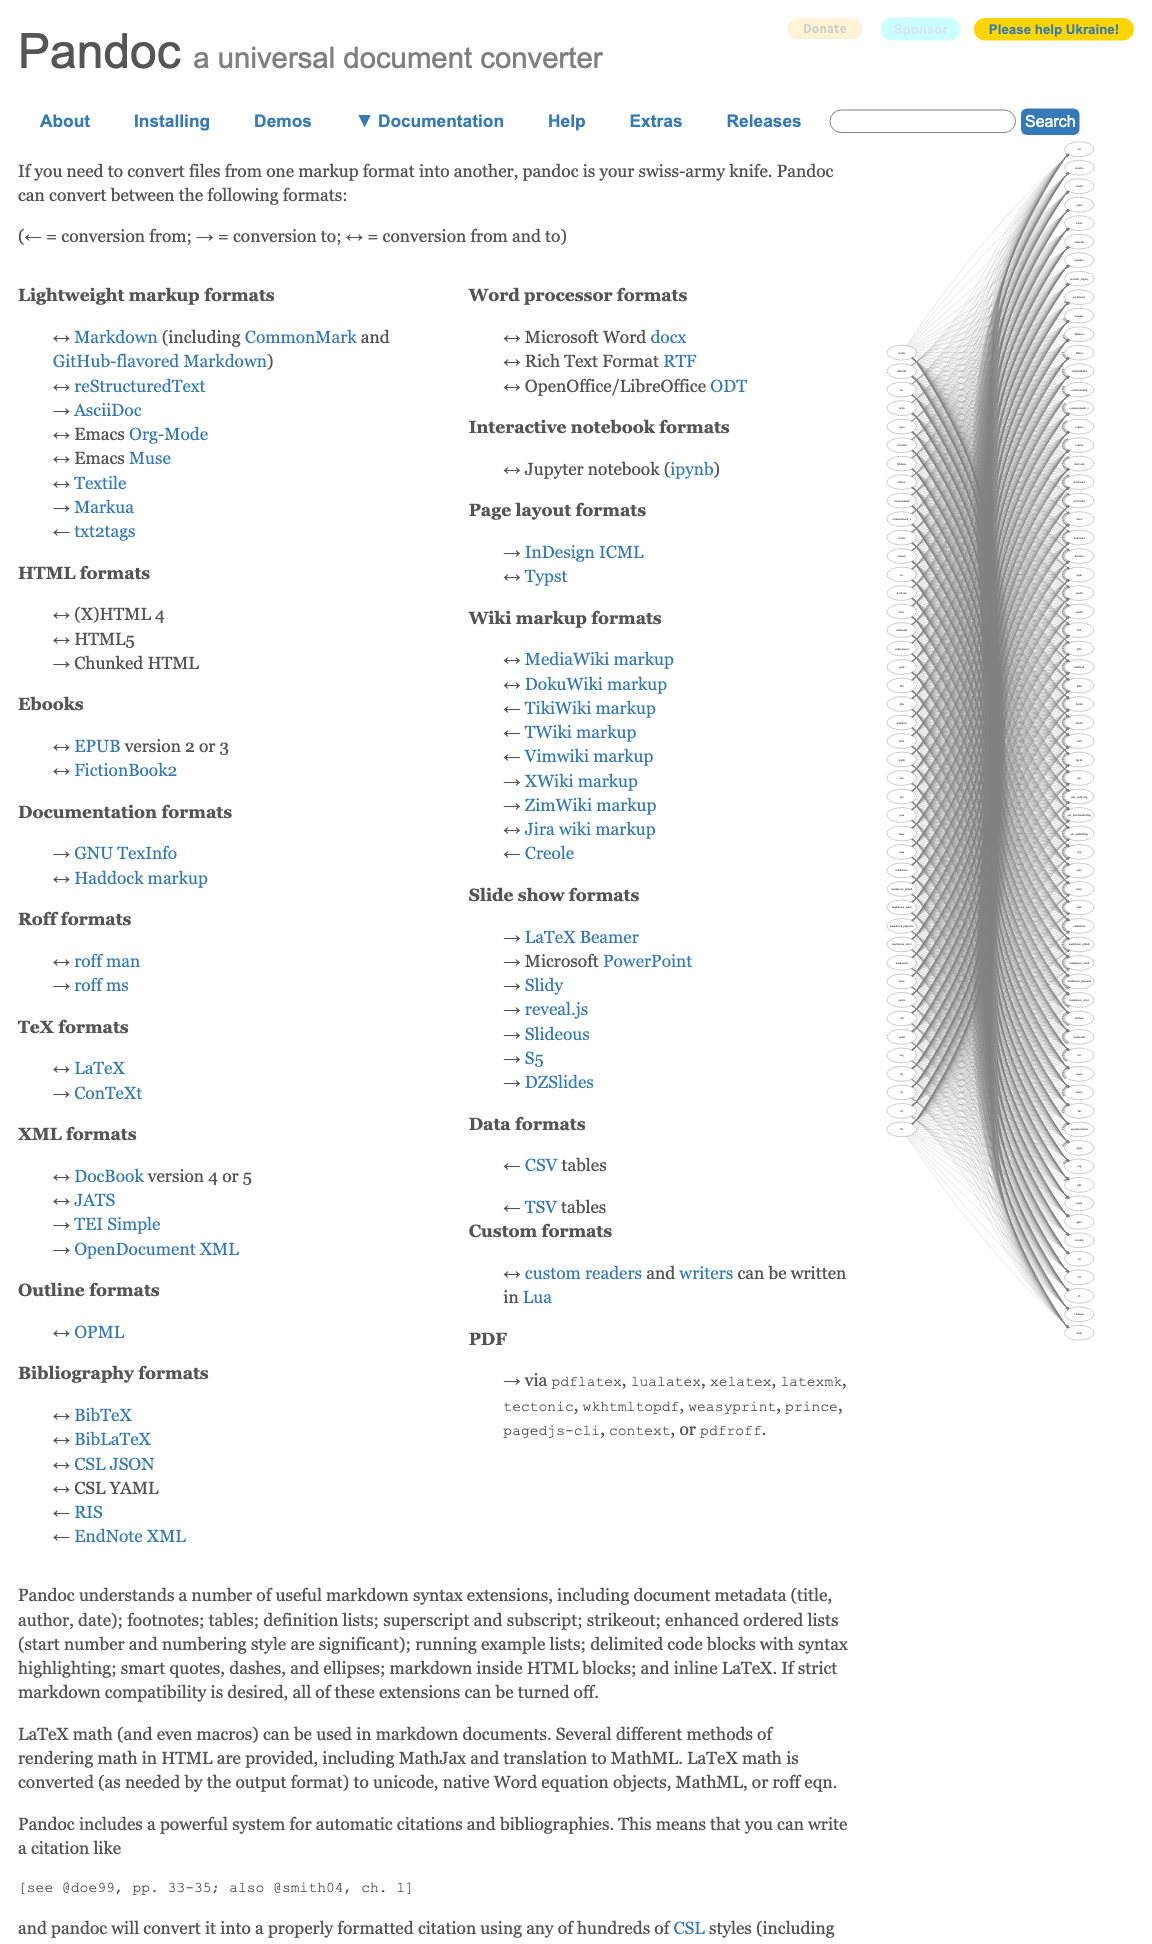 Donate
Sponsor
Please help Ukraine!
Pandoc a universal document converter
About Installing Demos ▼ Documentation Help Extras Releases Search
If you need to convert files from one markup format into another, pandoc is your swiss-army knife. Pandoc
can convert between the following formats:
(← = conversion from; → = conversion to; ↔ = conversion from and to)
Lightweight markup formats
↔ Markdown (including CommonMark and
GitHub-flavored Markdown)
↔ reStructuredText
→ AsciiDoc
↔ Emacs Org-Mode
↔ Emacs Muse
↔ Textile
→ Markua
← txt2tags
HTML formats
↔ (X)HTML 4
↔ HTML5
→ Chunked HTML
Ebooks
↔ EPUB version 2 or 3
↔ FictionBook2
Documentation formats
→ GNU TexInfo
↔ Haddock markup
Roff formats
↔ roff man
→ roff ms
TeX formats
↔ LaTeX
→ ConTeXt
XML formats
↔ DocBook version 4 or 5
↔ JATS
→ TEI Simple
→ OpenDocument XML
Outline formats
↔ OPML
Bibliography formats
↔ BibTeX
↔ BibLaTeX
↔ CSL JSON
↔ CSL YAML
← RIS
← EndNote XML
Word processor formats
↔ Microsoft Word docx
↔ Rich Text Format RTF
↔ OpenOffice/LibreOffice ODT
Interactive notebook formats
↔ Jupyter notebook (ipynb)
Page layout formats
→ InDesign ICML
↔ Typst
Wiki markup formats
↔ MediaWiki markup
↔ DokuWiki markup
← TikiWiki markup
← TWiki markup
← Vimwiki markup
→ XWiki markup
→ ZimWiki markup
↔ Jira wiki markup
← Creole
Slide show formats
→ LaTeX Beamer
→ Microsoft PowerPoint
→ Slidy
→ reveal.js
→ Slideous
→ S5
→ DZSlides
Data formats
← CSV tables
← TSV tables
Custom formats
↔ custom readers and writers can be written
in Lua
PDF
→ via pdflatex, lualatex, xelatex, latexmk,
tectonic, wkhtmltopdf, weasyprint, prince,
pagedjs-cli, context, or pdfroff.
Pandoc understands a number of useful markdown syntax extensions, including document metadata (title,
author, date); footnotes; tables; definition lists; superscript and subscript; strikeout; enhanced ordered lists
(start number and numbering style are significant); running example lists; delimited code blocks with syntax
highlighting; smart quotes, dashes, and ellipses; markdown inside HTML blocks; and inline LaTeX. If strict
markdown compatibility is desired, all of these extensions can be turned off.
LaTeX math (and even macros) can be used in markdown documents. Several different methods of
rendering math in HTML are provided, including MathJax and translation to MathML. LaTeX math is
converted (as needed by the output format) to unicode, native Word equation objects, MathML, or roff eqn.
Pandoc includes a powerful system for automatic citations and bibliographies. This means that you can write
a citation like
[see @doe99, pp. 33-35; also @smith04, ch. 1]
and pandoc will convert it into a properly formatted citation using any of hundreds of CSL styles (including